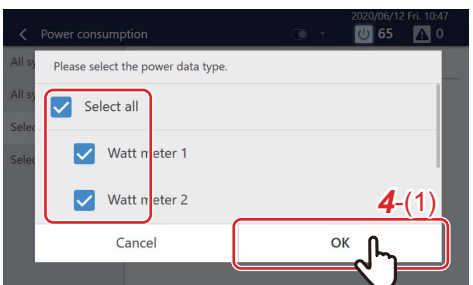 2020/06/12 Fri. 10:47
Power consumption
65
0
All sy
Please select the power data type.
All sy
Select all
Selec
Watt meter 1
Selec
Watt meter 2
4-(1)
Cancel
OK